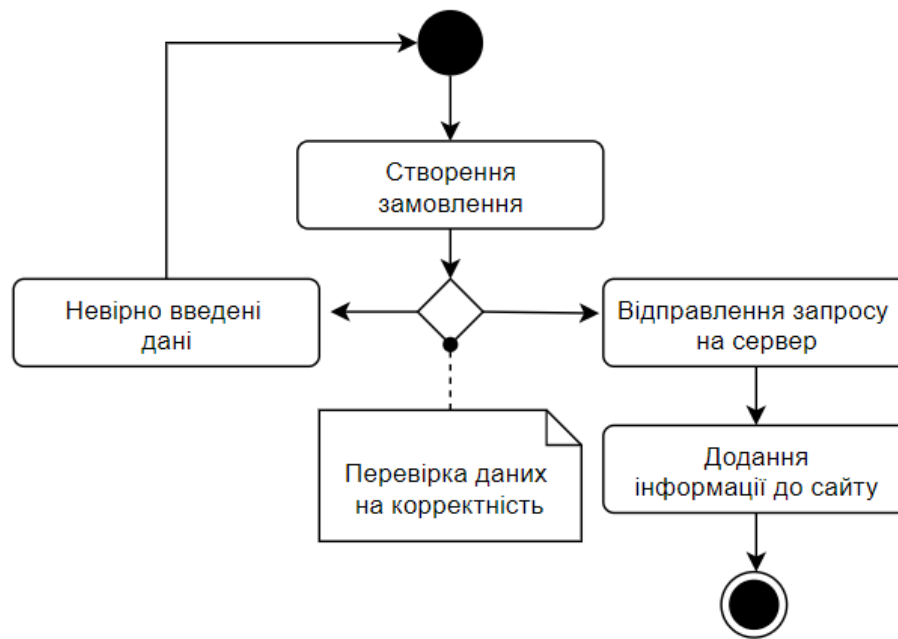 Створення
замовлення
Невірно введені
дані
Відправлення запросу
на сервер
Перевірка даних
на корректність
Додання
інформації до сайту